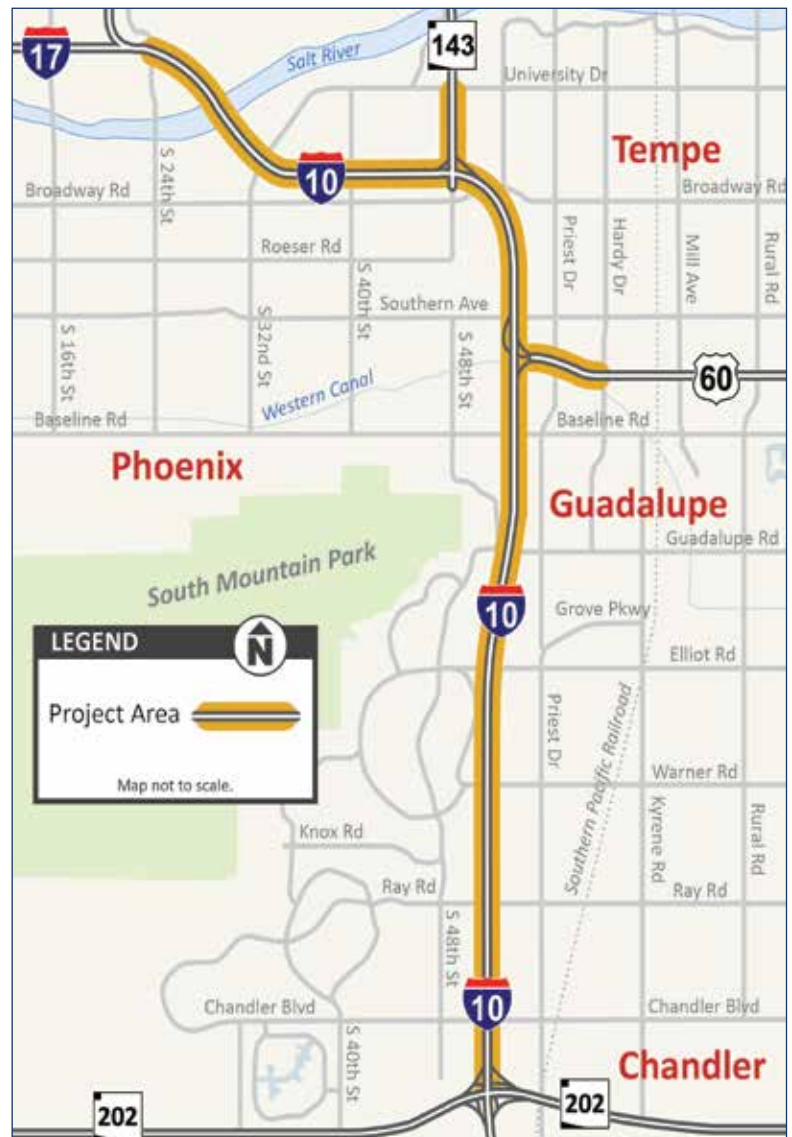 17
Salt River
143
University Dr
Tempe
10
Broadway Rd
S 24th St
Broadway Rd
Roeser Rd
Priest Dr
Hardy Dr
Mill Ave
Rural Rd
S 40th St
Southern Ave
S 16th St
S 32nd St
S 48th St
Western Canal
60
Baseline Rd
Baseline Rd
Phoenix
Guadalupe
South Mountain Park
Guadalupe Rd
10
Grove Pkwy
LEGEND
N
Elliot Rd
Project Area
Priest Dr
Southern Pacific Railroad
Map not to scale.
Warner Rd
Knox Rd
Kyrene Rd
Rural Rd
Ray Rd
Ray Rd
S 48th St
10
Chandler Blvd
Chandler Blvd
S 40th St
Chandler
202
202